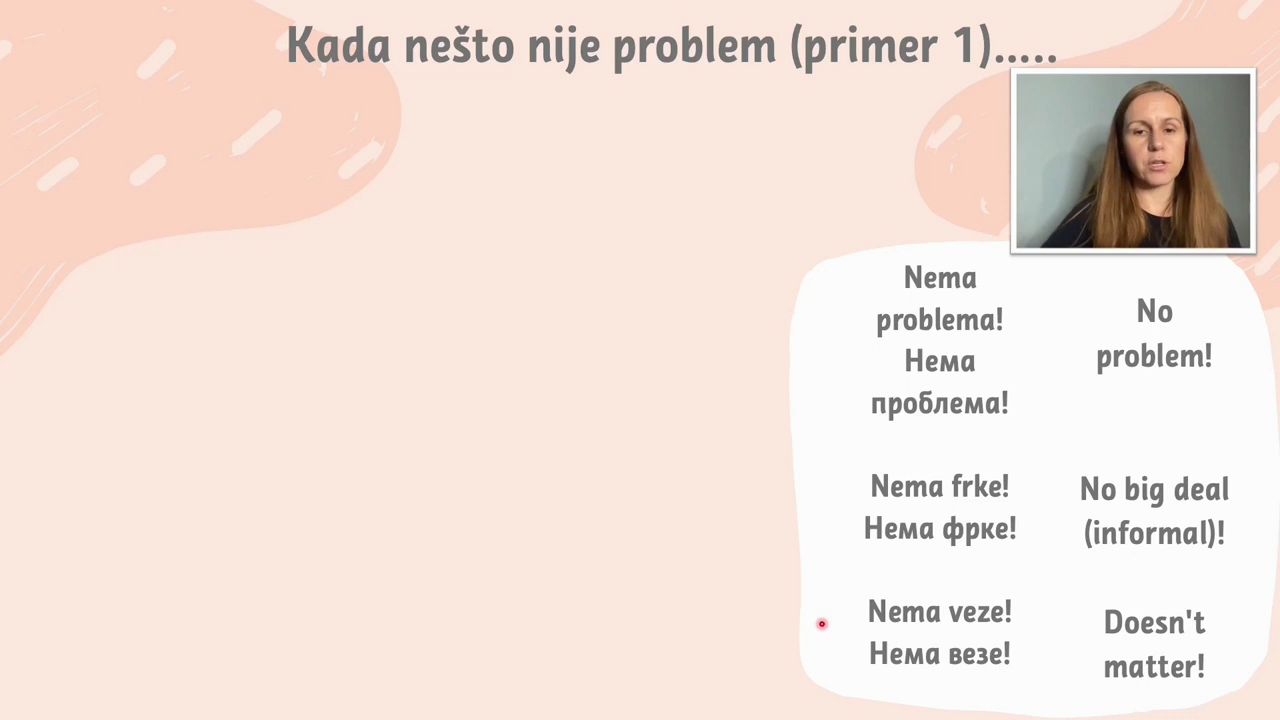 Kada nešto nije problem (primer 1).....
Nema
problema!
Нема
проблема!
No
problem!
Nema frke!
Нема фрке!
No big deal
(informal)!
Nema veze!
Нема везе!
Doesn't
matter!